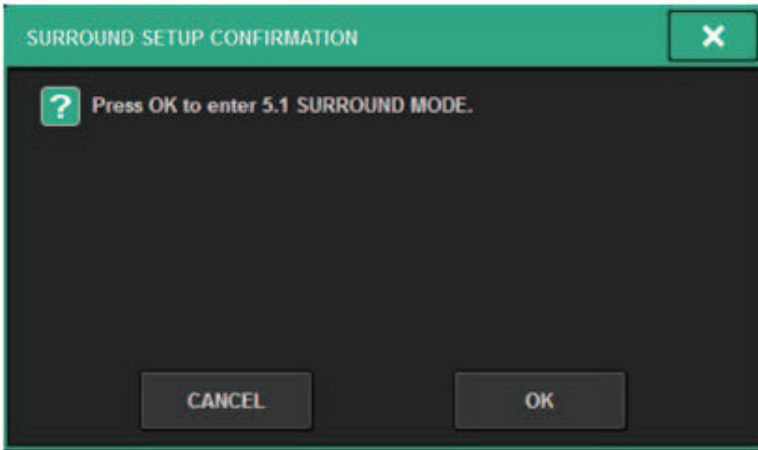 SURROUND SETUP CONFIRMATION
? Press OK to enter 5.1 SURROUND MODE.
CANCEL OK